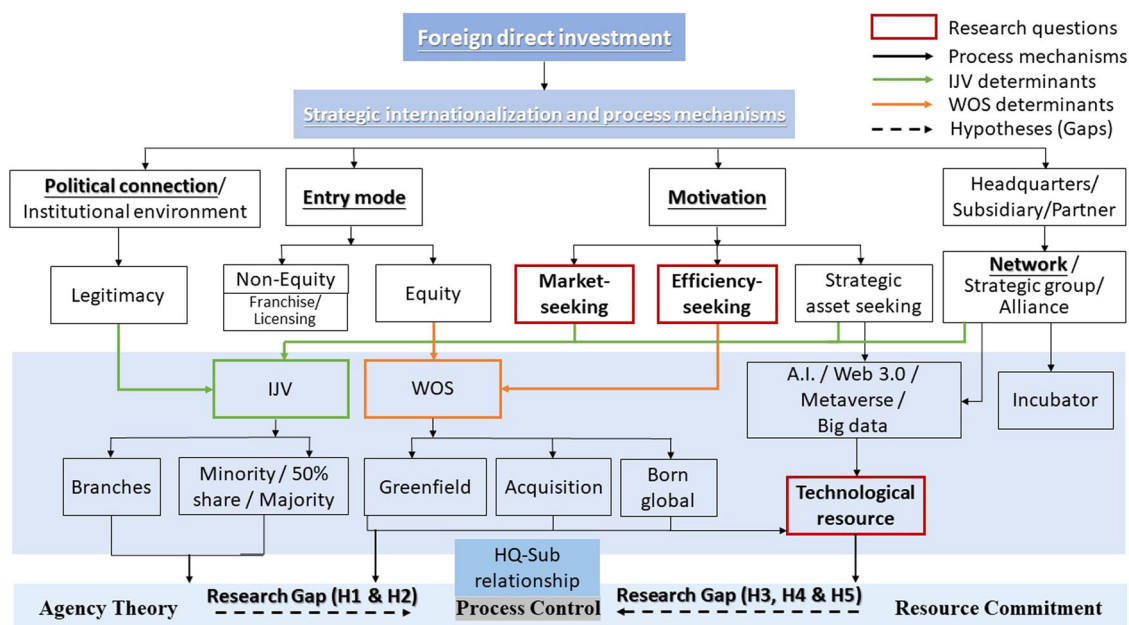 Foreign direct investment
Research questions
Process mechanisms
IJV determinants
WOS determinants
Hypotheses (Gaps)
Strategic internationalization and process mechanisms
Political connection/
Institutional environment
Entry mode
Motivation
Headquarters/
Subsidiary/Partner
Legitimacy
Non-Equity
Franchise/
Licensing
Equity
Market-
seeking
Efficiency-
seeking
Strategic
asset seeking
Network /
Strategic group/
Alliance
IJV
WOS
A.I. / Web 3.0 /
Metaverse /
Big data
Incubator
Branches
Minority / 50%
share / Majority
Greenfield
Acquisition
Born
global
Technological
resource
HQ-Sub
relationship
Process Control
Agency Theory
Research Gap (H1 & H2)
Research Gap (H3, H4 & H5)
Resource Commitment